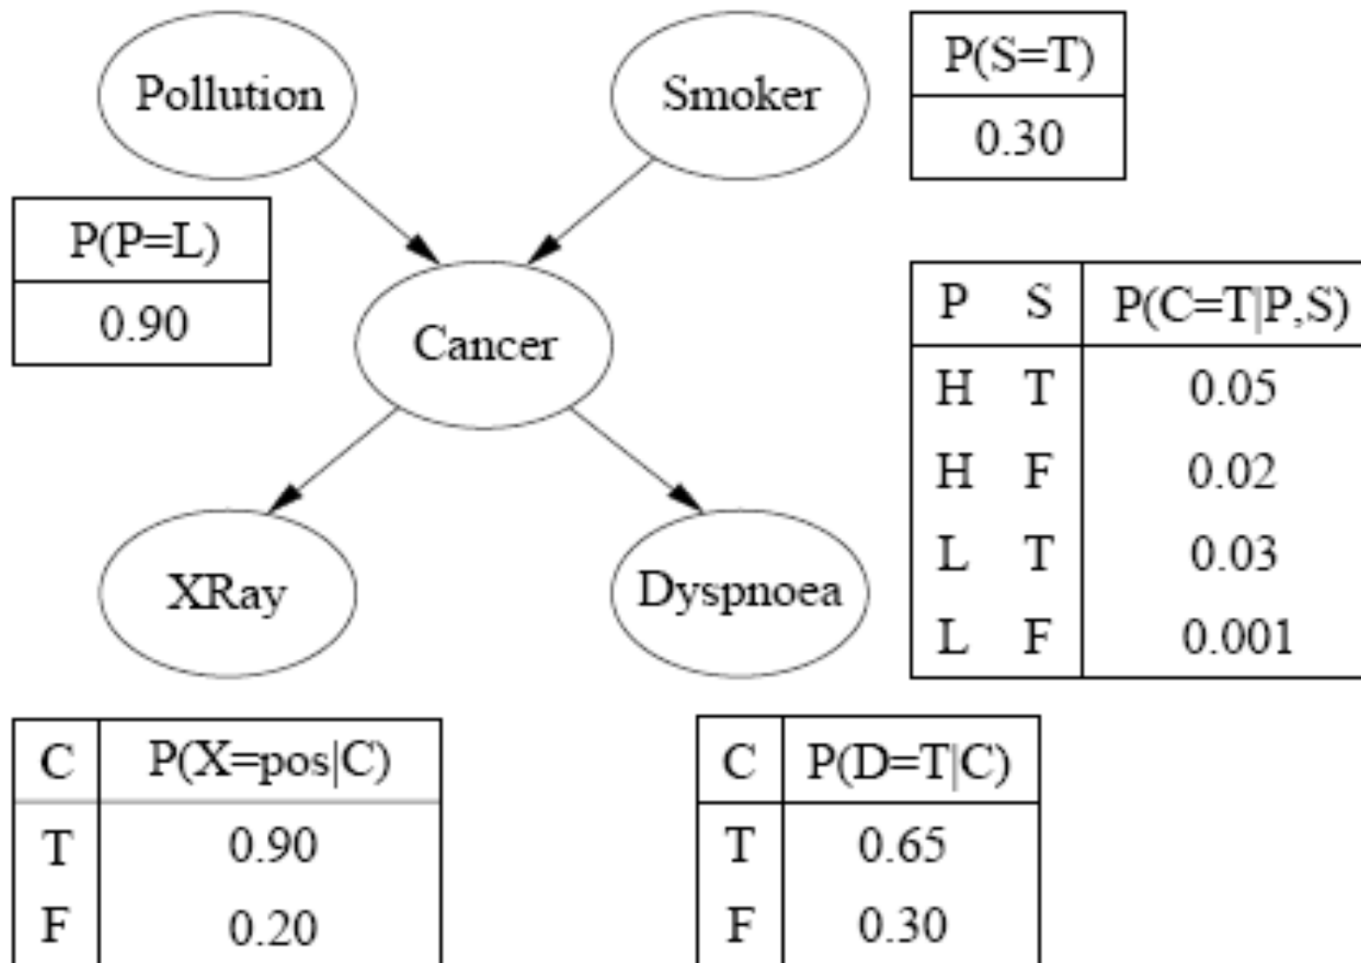 Pollution
Smoker
P(S=T)
0.30
P(P=L)
0.90
Cancer
P S P(C=T|P,S)
H T 0.05
H F 0.02
L T 0.03
L F 0.001
XRay
Dyspnoea
C P(X=pos|C)
T 0.90
F 0.20
C P(D=T|C)
T 0.65
F 0.30